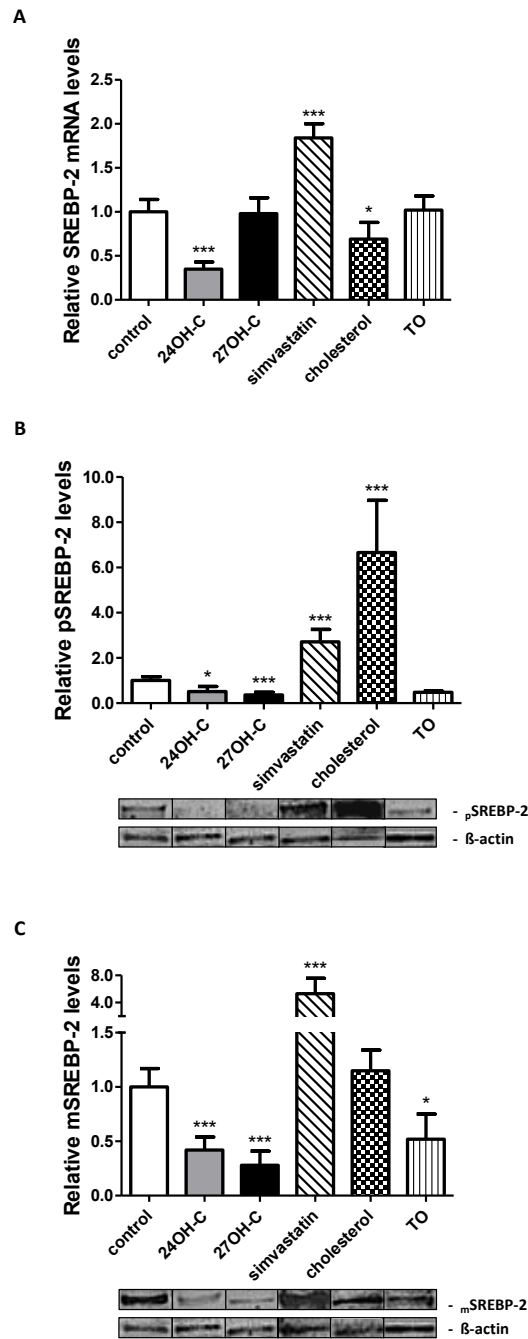 A
Relative SREBP-2 mRNA levels
2.5
2.0
1.5
1.0
0.5
0.0
***
***
*
control
24OH-C
27OH-C
simvastatin
cholesterol
TO
B
Relative pSREBP-2 levels
10.0
8.0
6.0
4.0
2.0
0.0
*
***
***
***
control
24OH-C
27OH-C
simvastatin
cholesterol
TO
- pSREBP-2
- ß-actin
C
Relative mSREBP-2 levels
8.0
4.0
1.5
1.0
0.5
0.0
***
***
***
*
control
24OH-C
27OH-C
simvastatin
cholesterol
TO
- mSREBP-2
- ß-actin